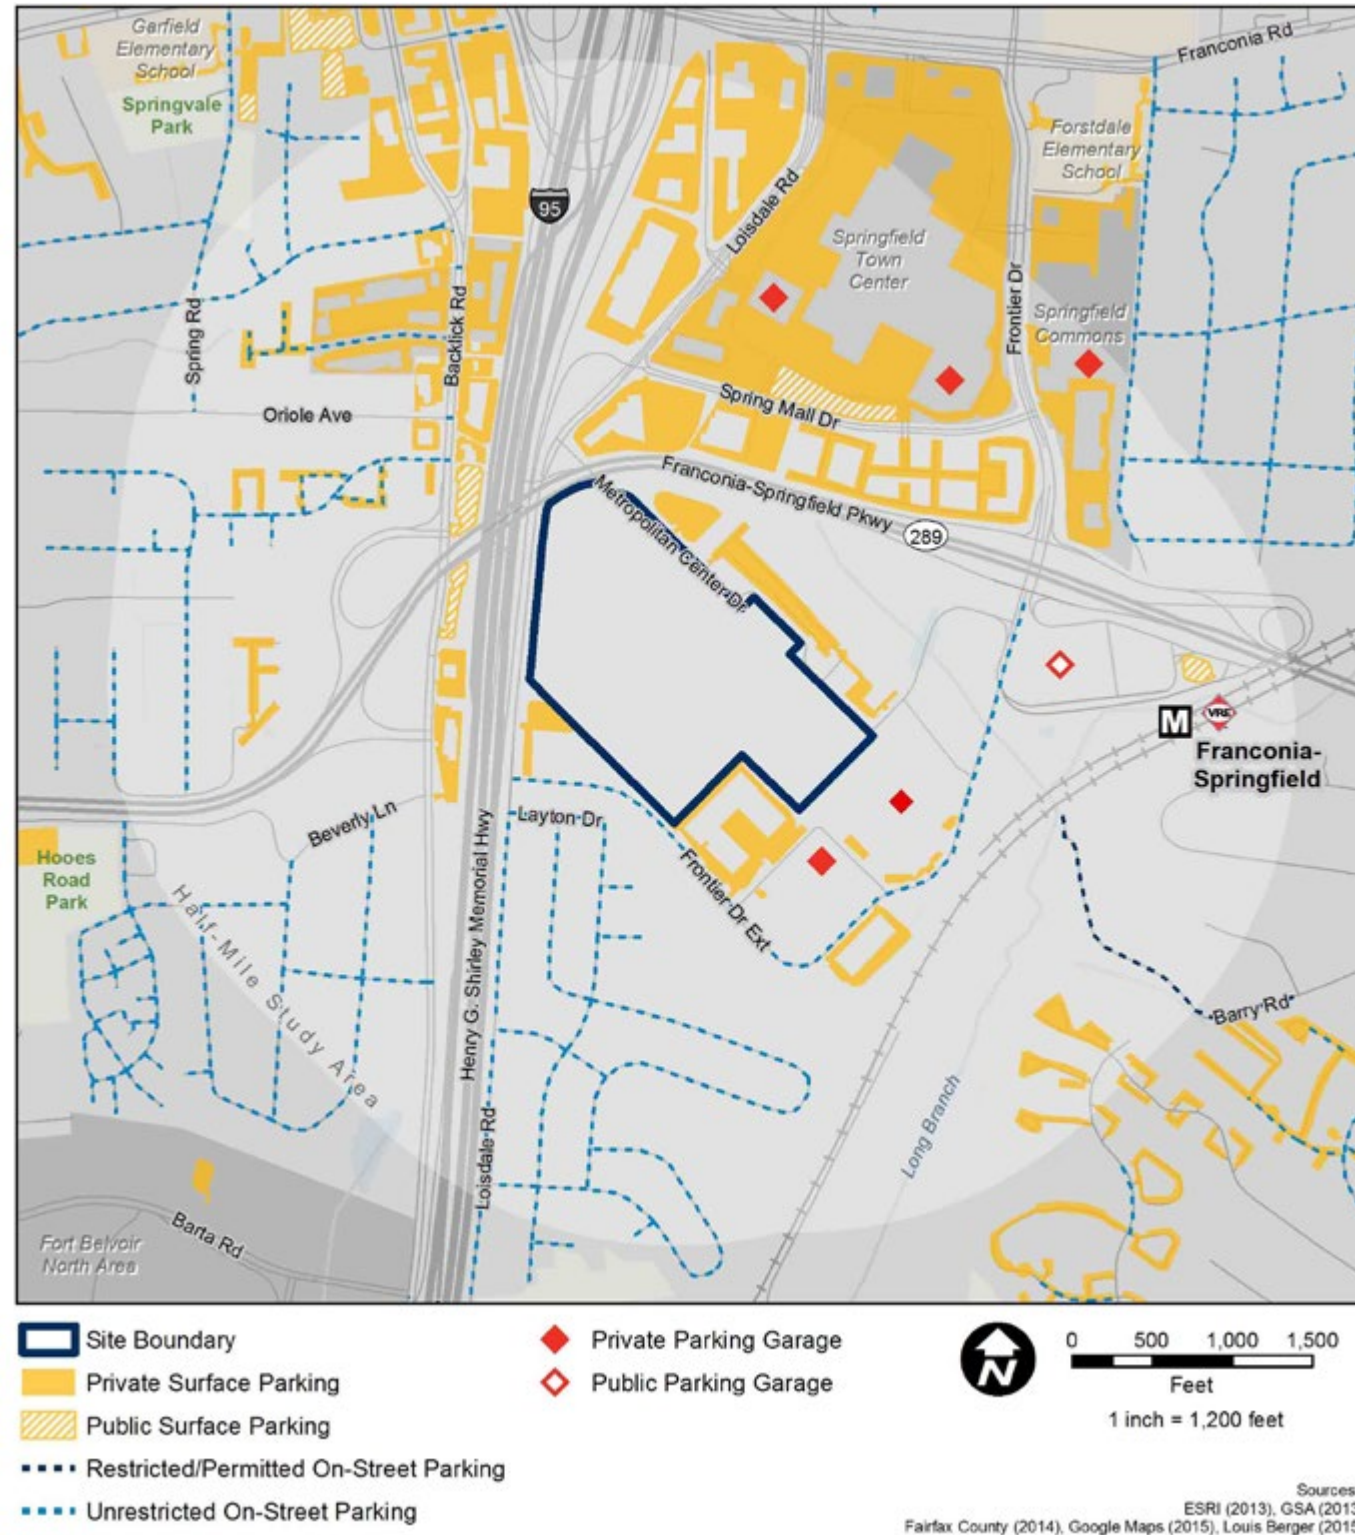 Garfield
Elementary
School
Springvale
Park
Franconia Rd
Forstdale
Elementary
School
95
Loisdale Rd
Springfield
Town
Center
Frontier Dr
Springfield
Commons
Spring Rd
Backlick Rd
Oriole Ave
Spring Mall Dr
Franconia-Springfield Pkwy
289
Metropolitan Center Dr
M
VRE
Franconia-
Springfield
Beverly Ln
Layton Dr
Hooes
Road
Park
Half-Mile Study Area
Henry G. Shirley Memorial Hwy
Frontier Dr Ext
Barry Rd
Long Branch
Loisdale Rd
Barta Rd
Fort Belvoir
North Area
Site Boundary
Private Surface Parking
Public Surface Parking
Restricted/Permitted On-Street Parking
Unrestricted On-Street Parking
Private Parking Garage
Public Parking Garage
N
0 500 1,000 1,500
Feet
1 inch = 1,200 feet
Sources
ESRI (2013), GSA (2013
Fairfax County (2014), Google Maps (2015), Louis Berger (2015